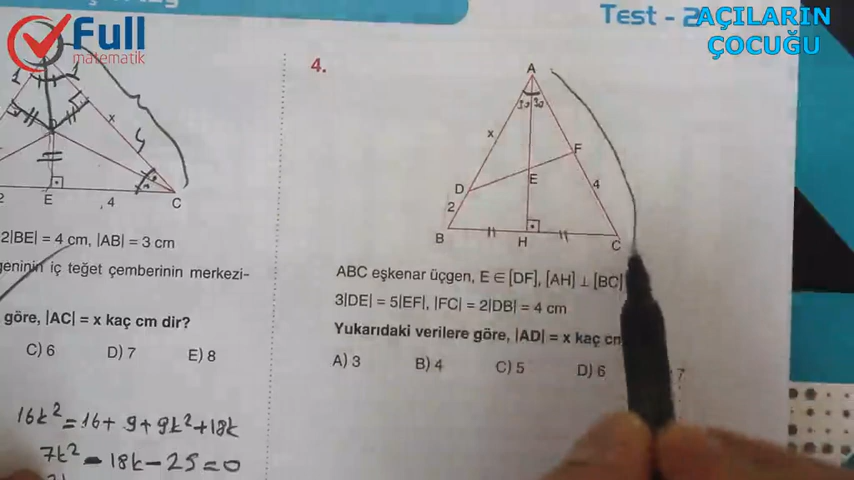 Full
matematik
Test - 2
AÇILARIN
ÇOCUĞU
x
5
E
4
C
2|BE| = 4 cm, |AB| = 3 cm
geninin iç teğet çemberinin merkezi-
göre, |AC| = x kaç cm dir?
C) 6
D) 7
E) 8
16k²=16+9+9k²+18k
7k²-18k-25=0
4.
A
30
30
x
F
D
E
4
2
B
H
C
ABC eşkenar üçgen, E ∈ [DF], [AH] ⊥ [BC]
3|DE| = 5|EF|, |FC| = 2|DB| = 4 cm
Yukarıdaki verilere göre, |AD| = x kaç
A) 3
B) 4
C) 5
D) 6
7